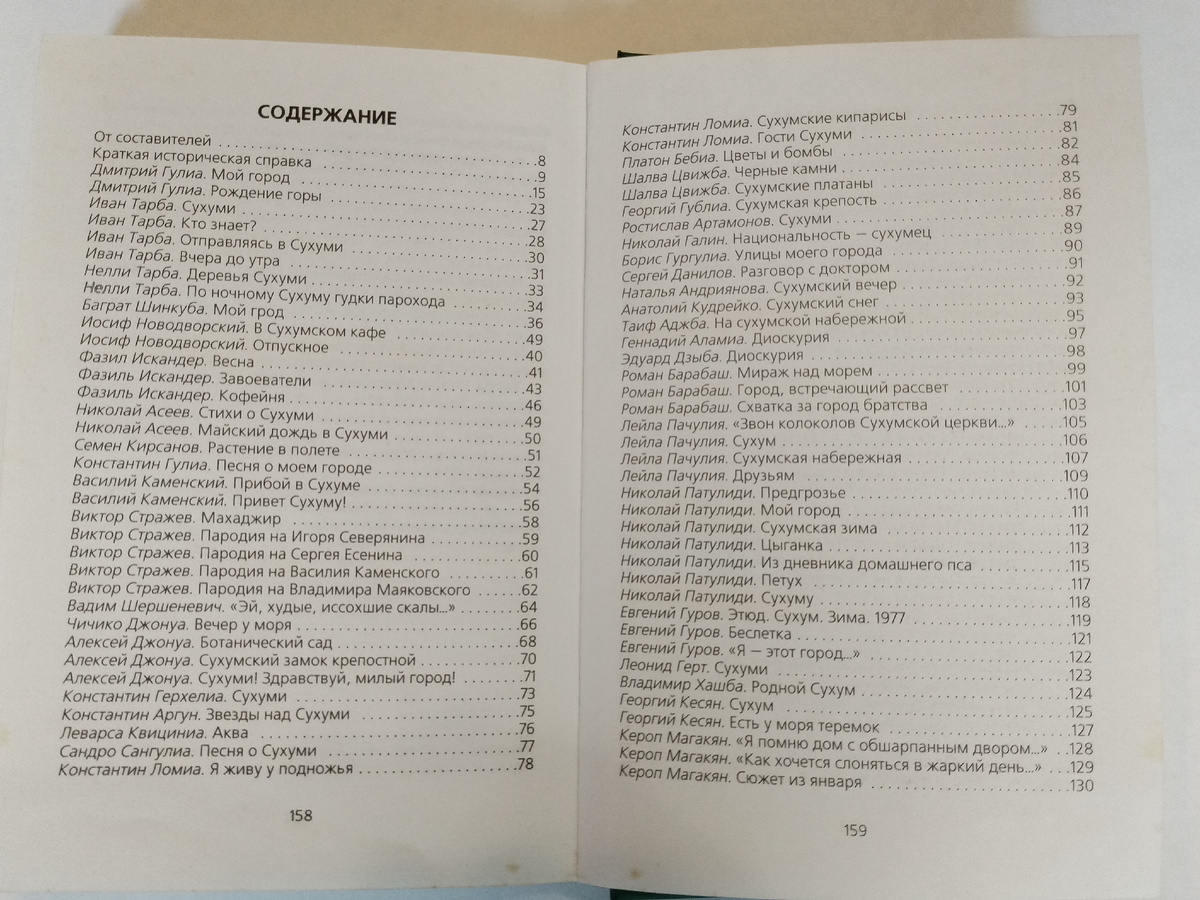 СОДЕРЖАНИЕ
От составителей ..... 8
Краткая историческая справка ..... 9
Дмитрий Гулиа. Мой город ..... 15
Дмитрий Гулиа. Рождение горы ..... 23
Иван Тарба. Сухуми ..... 27
Иван Тарба. Кто знает? ..... 28
Иван Тарба. Отправляясь в Сухуми ..... 30
Иван Тарба. Вчера до утра ..... 31
Нелли Тарба. Деревья Сухуми ..... 33
Нелли Тарба. По ночному Сухуму гудки парохода ..... 34
Баграт Шинкуба. Мой грод ..... 36
Иосиф Новодворский. В Сухумском кафе ..... 49
Иосиф Новодворский. Отпускное ..... 40
Фазил Искандер. Весна ..... 41
Фазиль Искандер. Завоеватели ..... 43
Фазиль Искандер. Кофейня ..... 46
Николай Асеев. Стихи о Сухуми ..... 49
Николай Асеев. Майский дождь в Сухуми ..... 50
Семен Кирсанов. Растение в полете ..... 51
Константин Гулиа. Песня о моем городе ..... 52
Василий Каменский. Прибой в Сухуме ..... 54
Василий Каменский. Привет Сухуму! ..... 56
Виктор Стражев. Махаджир ..... 58
Виктор Стражев. Пародия на Игоря Северянина ..... 59
Виктор Стражев. Пародия на Сергея Есенина ..... 60
Виктор Стражев. Пародия на Василия Каменского ..... 61
Виктор Стражев. Пародия на Владимира Маяковского ..... 62
Вадим Шершеневич. «Эй, худые, иссохшие скалы...» ..... 64
Чичико Джонуа. Вечер у моря ..... 66
Алексей Джонуа. Ботанический сад ..... 68
Алексей Джонуа. Сухумский замок крепостной ..... 70
Алексей Джонуа. Сухуми! Здравствуй, милый город! ..... 71
Константин Герхелиа. Сухуми ..... 73
Константин Аргун. Звезды над Сухуми ..... 75
Леварса Квициниа. Аква ..... 76
Сандро Сангулиа. Песня о Сухуми ..... 77
Константин Ломиа. Я живу у подножья ..... 78
158
Константин Ломиа. Сухумские кипарисы ..... 79
Константин Ломиа. Гости Сухуми ..... 81
Платон Бебиа. Цветы и бомбы ..... 82
Шалва Цвижба. Черные камни ..... 84
Шалва Цвижба. Сухумские платаны ..... 85
Георгий Гублиа. Сухумская крепость ..... 86
Ростислав Артамонов. Сухуми ..... 87
Николай Галин. Национальность – сухумец ..... 89
Борис Гургулиа. Улицы моего города ..... 90
Сергей Данилов. Разговор с доктором ..... 91
Наталья Андриянова. Сухумский вечер ..... 92
Анатолий Кудрейко. Сухумский снег ..... 93
Таиф Аджба. На сухумской набережной ..... 95
Геннадий Аламиа. Диоскурия ..... 97
Эдуард Дзыба. Диоскурия ..... 98
Роман Барабаш. Мираж над морем ..... 99
Роман Барабаш. Город, встречающий рассвет ..... 101
Роман Барабаш. Схватка за город братства ..... 103
Лейла Пачулия. «Звон колоколов Сухумской церкви...» ..... 105
Лейла Пачулия. Сухум ..... 106
Лейла Пачулия. Сухумская набережная ..... 107
Лейла Пачулия. Друзьям ..... 109
Николай Патулиди. Предгрозье ..... 110
Николай Патулиди. Мой город ..... 111
Николай Патулиди. Сухумская зима ..... 112
Николай Патулиди. Цыганка ..... 113
Николай Патулиди. Из дневника домашнего пса ..... 115
Николай Патулиди. Петух ..... 117
Николай Патулиди. Сухуму ..... 118
Евгений Гуров. Этюд. Сухум. Зима. 1977 ..... 119
Евгений Гуров. Беслетка ..... 121
Евгений Гуров. «Я – этот город...» ..... 122
Леонид Герт. Сухуми ..... 123
Владимир Хашба. Родной Сухум ..... 124
Георгий Кесян. Сухум ..... 125
Георгий Кесян. Есть у моря теремок ..... 127
Кероп Магакян. «Я помню дом с обшарпанным двором...» ..... 128
Кероп Магакян. «Как хочется слоняться в жаркий день...» ..... 129
Кероп Магакян. Сюжет из января ..... 130
159